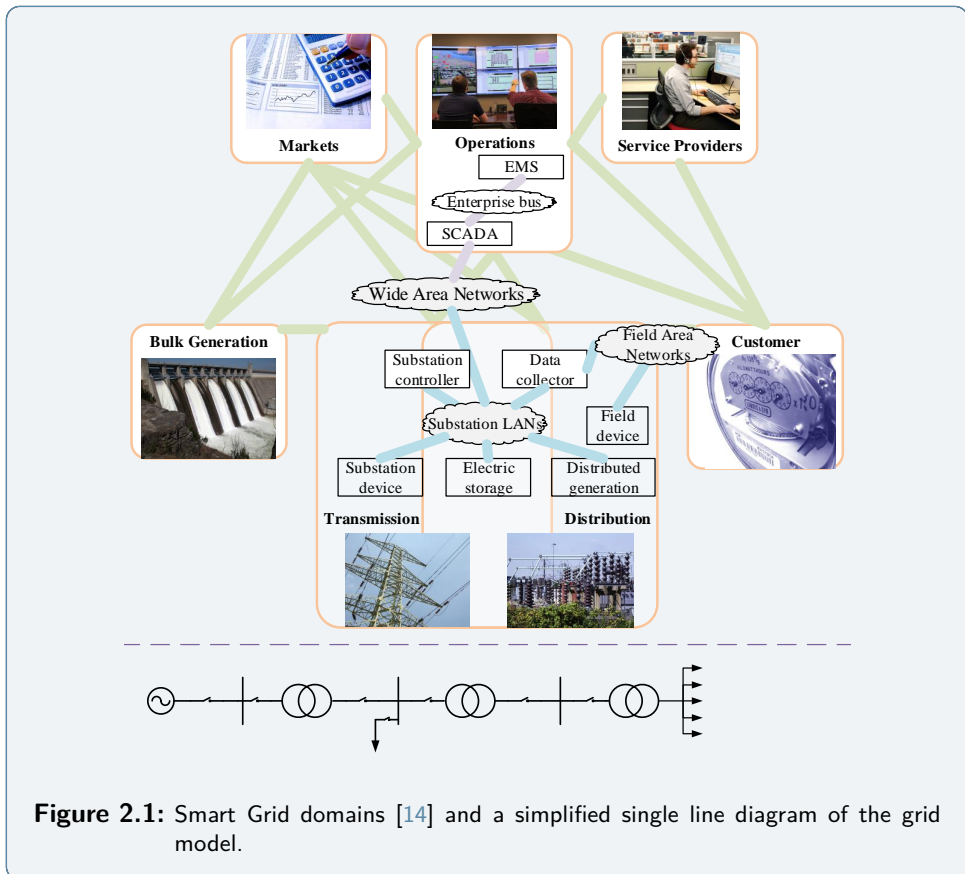 Markets
Operations
Service Providers
EMS
Enterprise bus
SCADA
Wide Area Networks
Bulk Generation
Substation
controller
Data
collector
Field Area
Networks
Customer
Substation LANs
Field
device
Substation
device
Electric
storage
Distributed
generation
Transmission
Distribution
Figure 2.1: Smart Grid domains [14] and a simplified single line diagram of the grid
model.